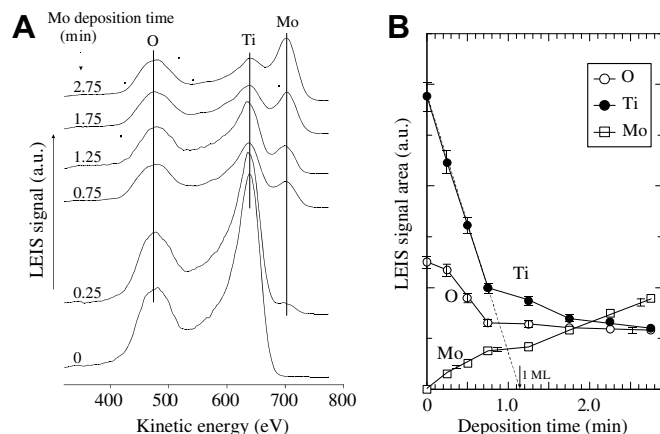 A
Mo deposition time
(min)
O
Ti
Mo
2.75
1.75
1.25
0.75
0.25
0
LEIS signal (a.u.)
400
500
600
700
800
Kinetic energy (eV)
B
O
Ti
Mo
LEIS signal area (a.u.)
Ti
O
Mo
1 ML
0
1.0
2.0
Deposition time (min)